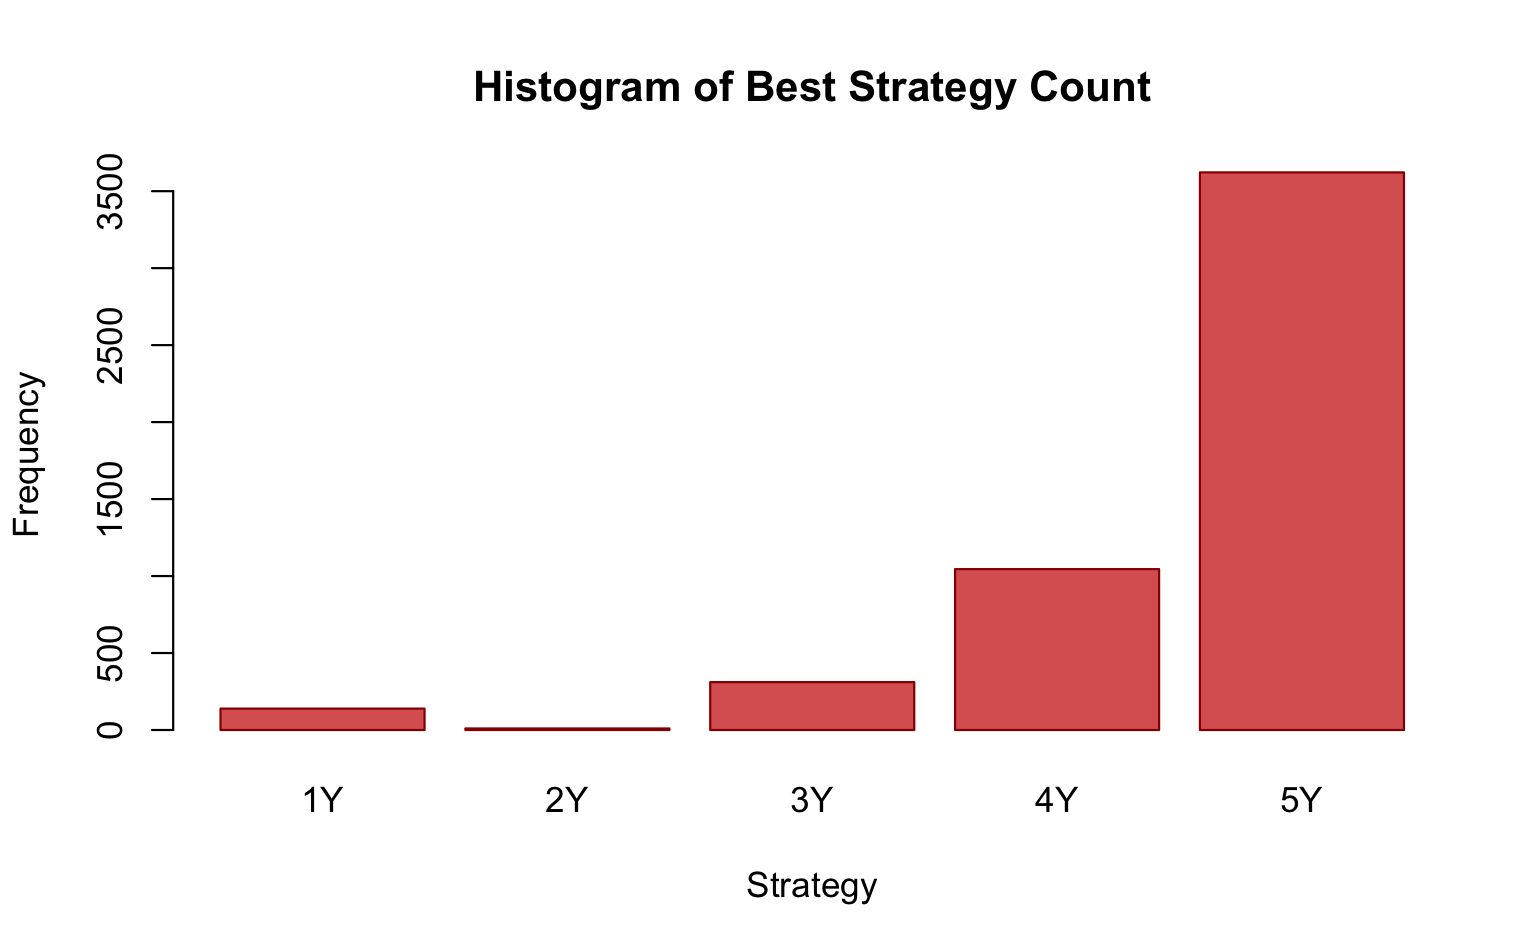 Histogram of Best Strategy Count
Frequency
3500
2500
1500
500
0
1Y 2Y 3Y 4Y 5Y
Strategy